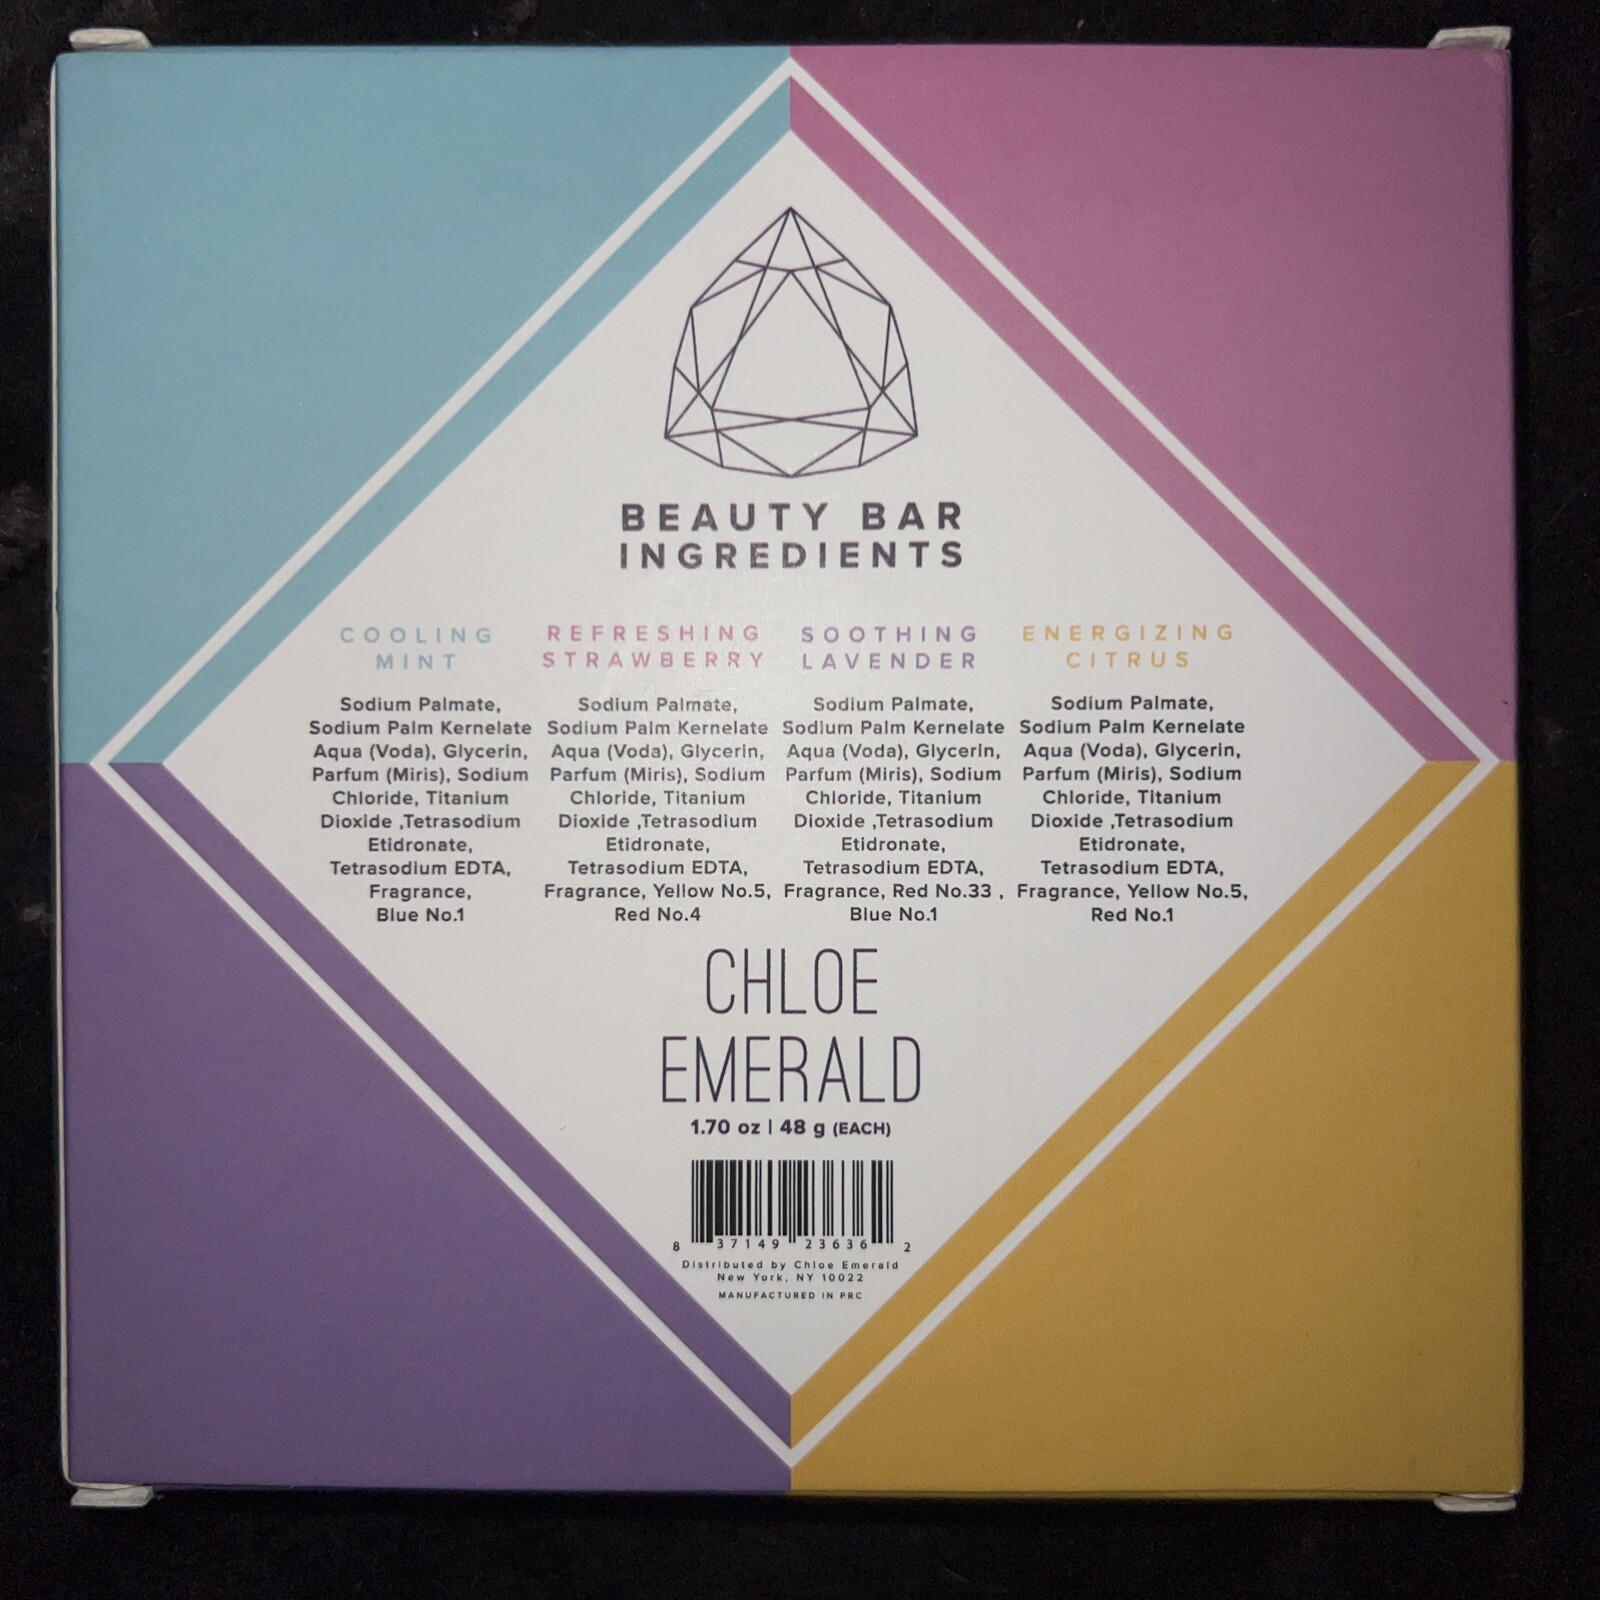 BEAUTY BAR
INGREDIENTS
COOLING
MINT
Sodium Palmate,
Sodium Palm Kernelate
Aqua (Voda), Glycerin,
Parfum (Miris), Sodium
Chloride, Titanium
Dioxide ,Tetrasodium
Etidronate,
Tetrasodium EDTA,
Fragrance,
Blue No.1
REFRESHING
STRAWBERRY
Sodium Palmate,
Sodium Palm Kernelate
Aqua (Voda), Glycerin,
Parfum (Miris), Sodium
Chloride, Titanium
Dioxide ,Tetrasodium
Etidronate,
Tetrasodium EDTA,
Fragrance, Yellow No.5,
Red No.4
SOOTHING
LAVENDER
Sodium Palmate,
Sodium Palm Kernelate
Aqua (Voda), Glycerin,
Parfum (Miris), Sodium
Chloride, Titanium
Dioxide ,Tetrasodium
Etidronate,
Tetrasodium EDTA,
Fragrance, Red No.33 ,
Blue No.1
ENERGIZING
CITRUS
Sodium Palmate,
Sodium Palm Kernelate
Aqua (Voda), Glycerin,
Parfum (Miris), Sodium
Chloride, Titanium
Dioxide ,Tetrasodium
Etidronate,
Tetrasodium EDTA,
Fragrance, Yellow No.5,
Red No.1
CHLOE
EMERALD
1.70 oz | 48 g (EACH)
8 37149 23636 2
Distributed by Chloe Emerald
New York, NY 10022
MANUFACTURED IN PRC